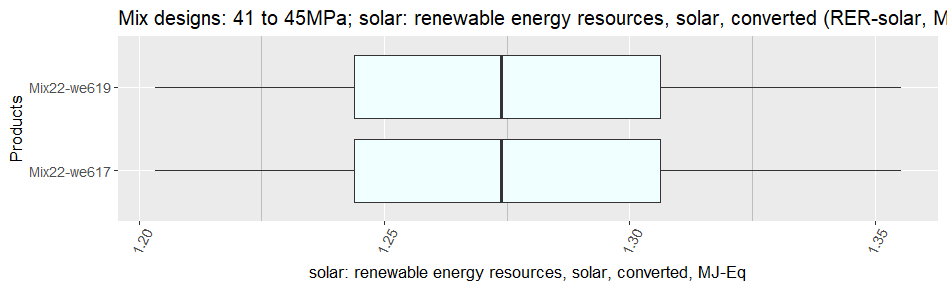 Mix designs: 41 to 45MPa; solar: renewable energy resources, solar, converted (RER-solar, M
Products
Mix22-we619
Mix22-we617
1.20
1.25
1.30
1.35
solar: renewable energy resources, solar, converted, MJ-Eq